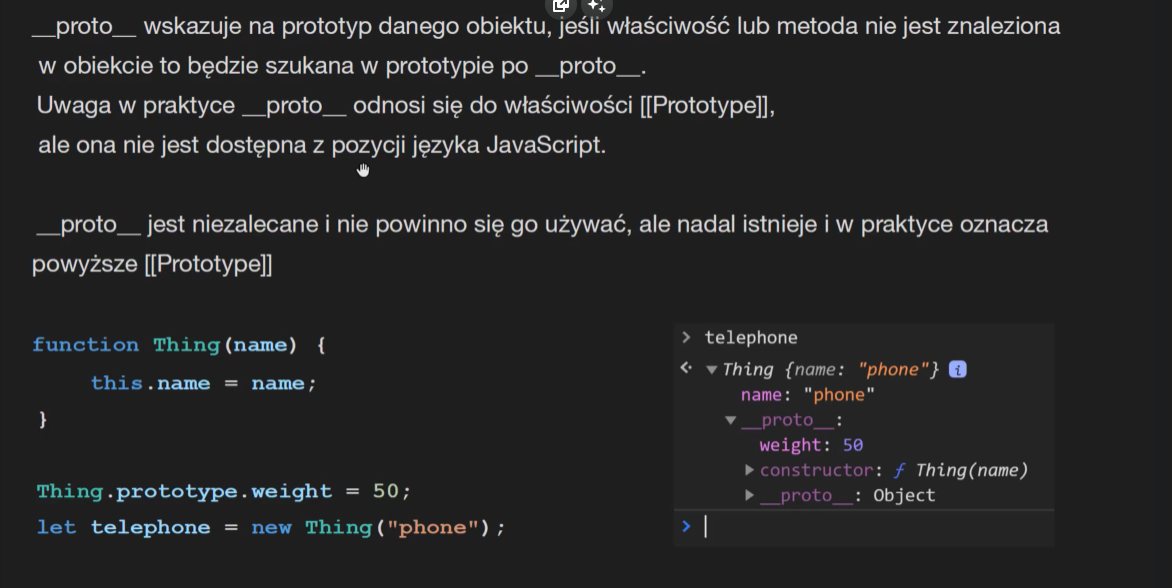 __proto__ wskazuje na prototyp danego obiektu, jeśli właściwość lub metoda nie jest znaleziona
w obiekcie to będzie szukana w prototypie po __proto__.
Uwaga w praktyce __proto__ odnosi się do właściwości [[Prototype]],
ale ona nie jest dostępna z pozycji języka JavaScript.
__proto__ jest niezalecane i nie powinno się go używać, ale nadal istnieje i w praktyce oznacza
powyższe [[Prototype]]
function Thing(name) {
this.name = name;
}
Thing.prototype.weight = 50;
let telephone = new Thing("phone");
> telephone
Thing {name: "phone"} i
name: "phone"
__proto__:
weight: 50
constructor: ƒ Thing(name)
__proto__: Object
>